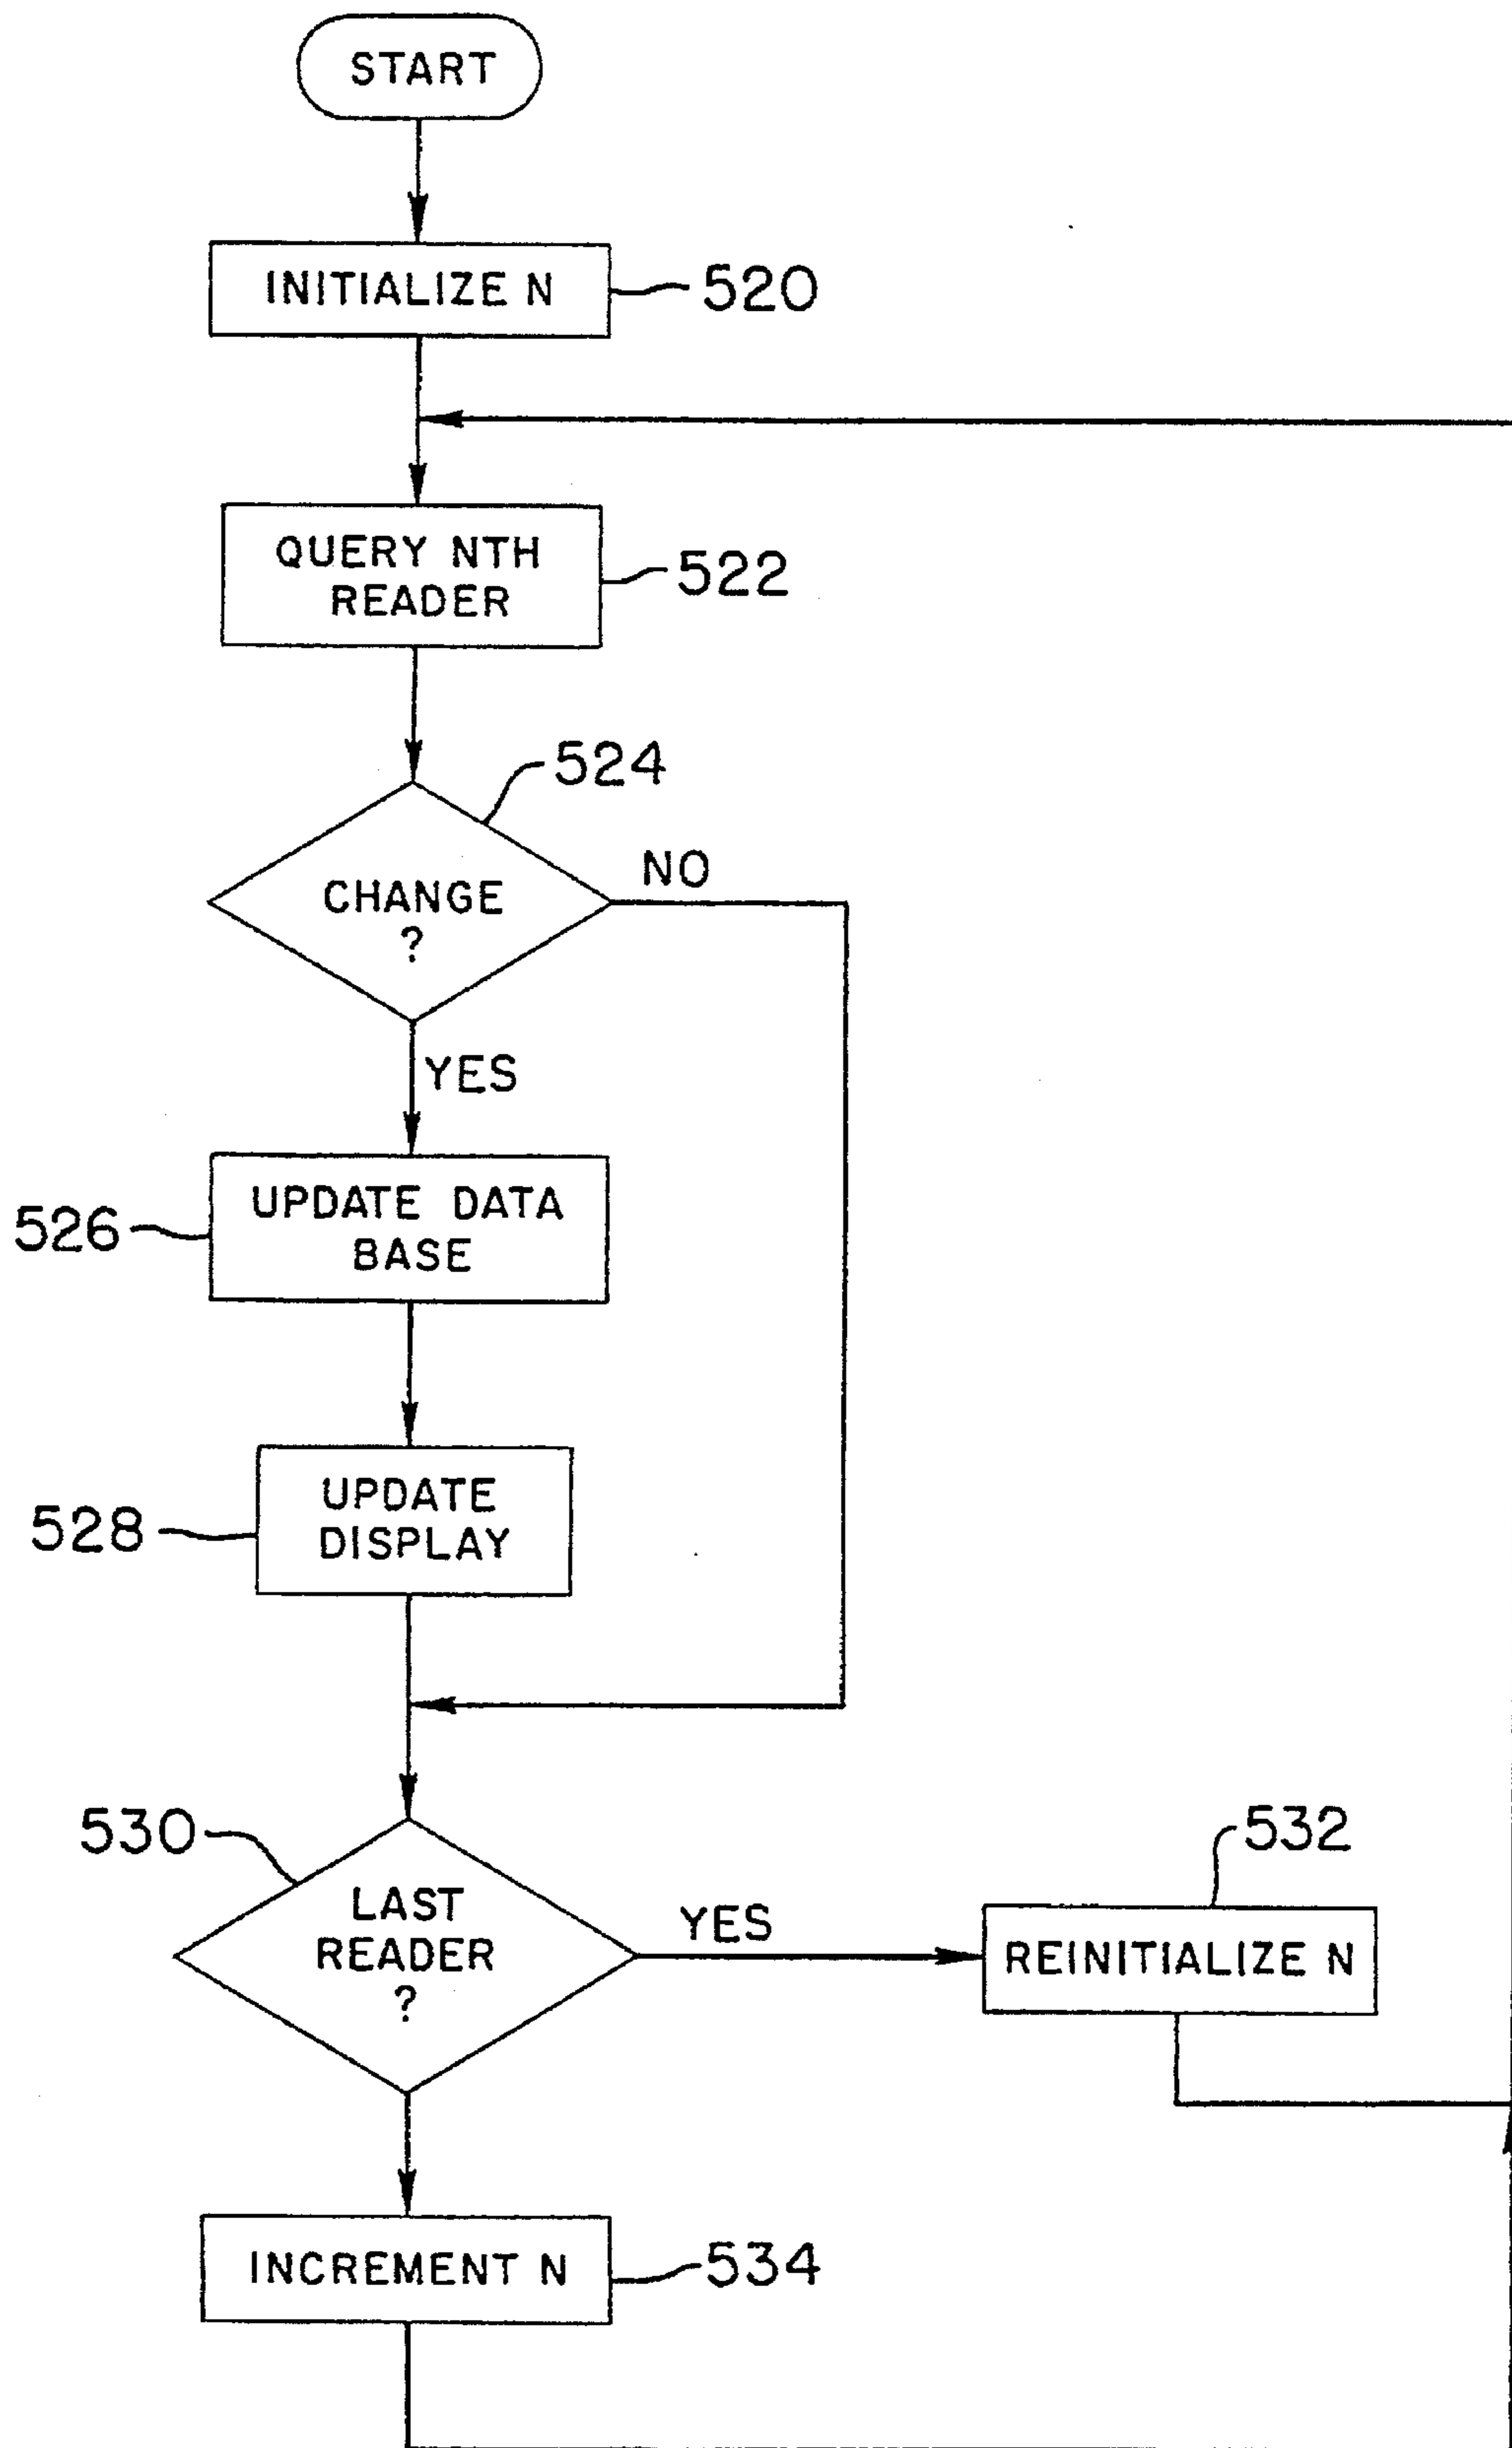 START
INITIALIZE N
520
QUERY NTH
READER
522
524
CHANGE
?
NO
YES
526
UPDATE DATA
BASE
528
UPDATE
DISPLAY
530
LAST
READER
?
YES
532
REINITIALIZE N
INCREMENT N
534